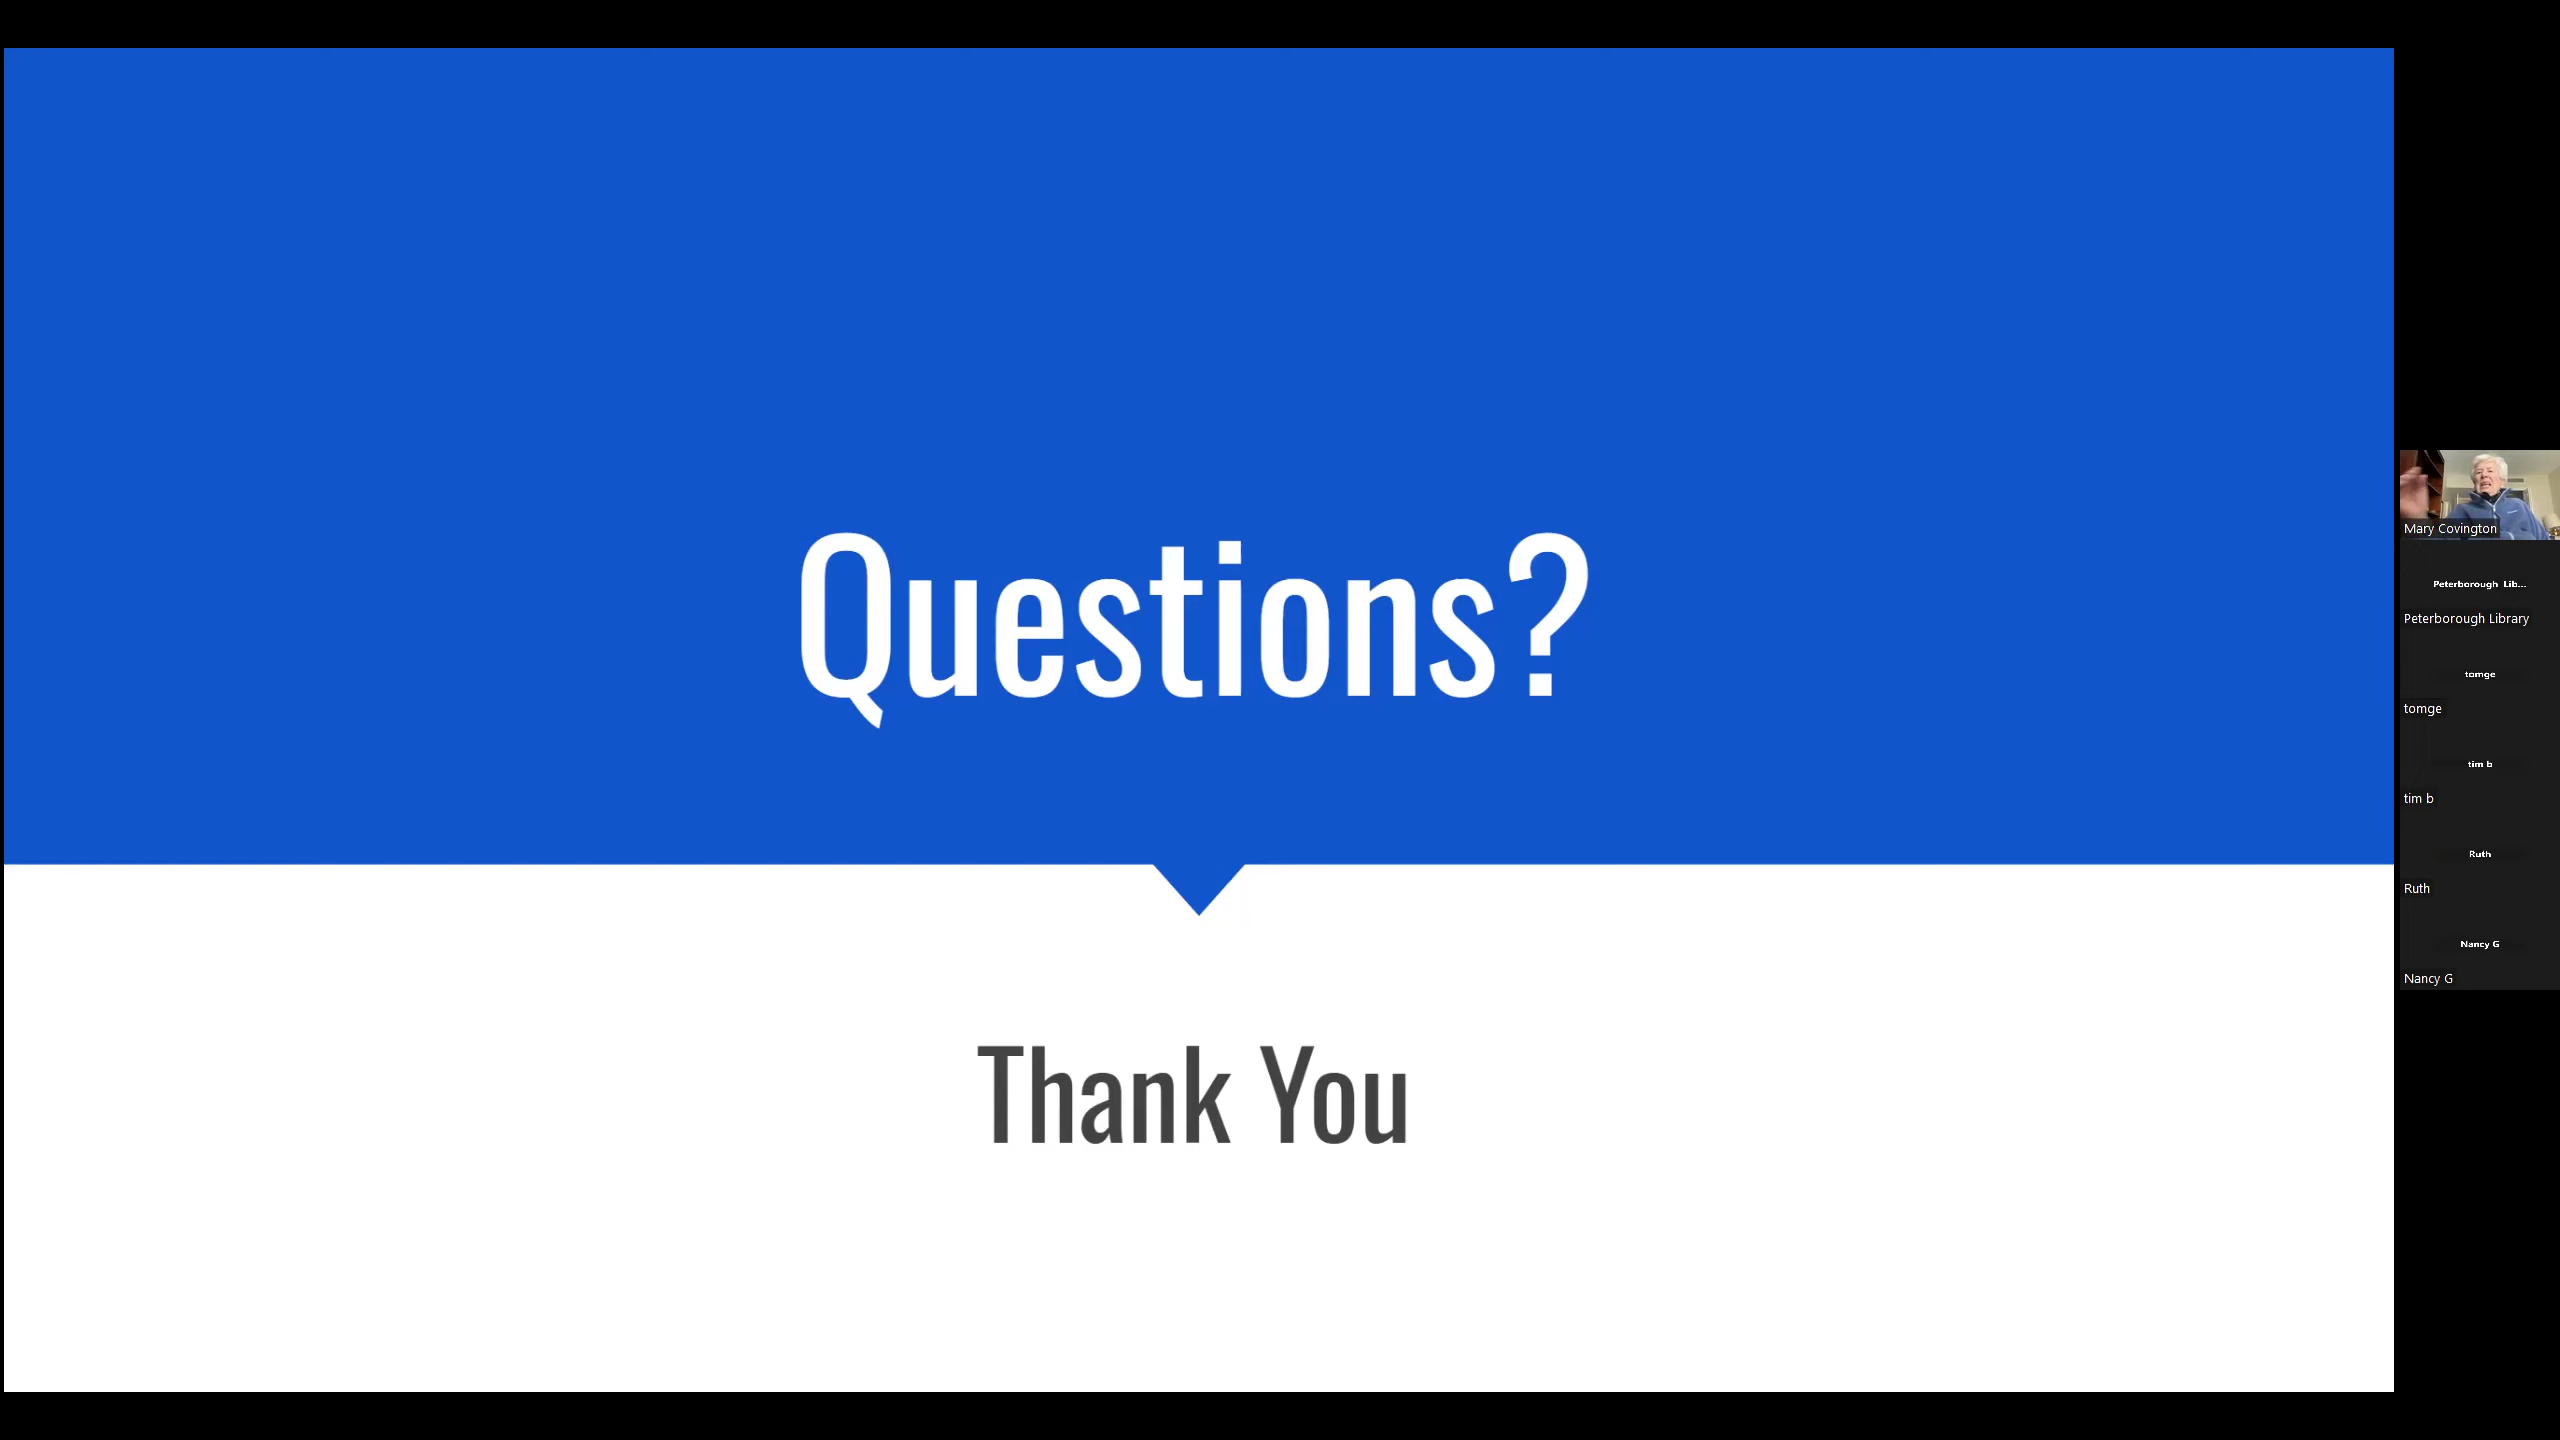 Questions?
Thank You
Mary Covington
Peterborough Lib...
Peterborough Library
tomge
tomge
tim b
tim b
Ruth
Ruth
Nancy G
Nancy G